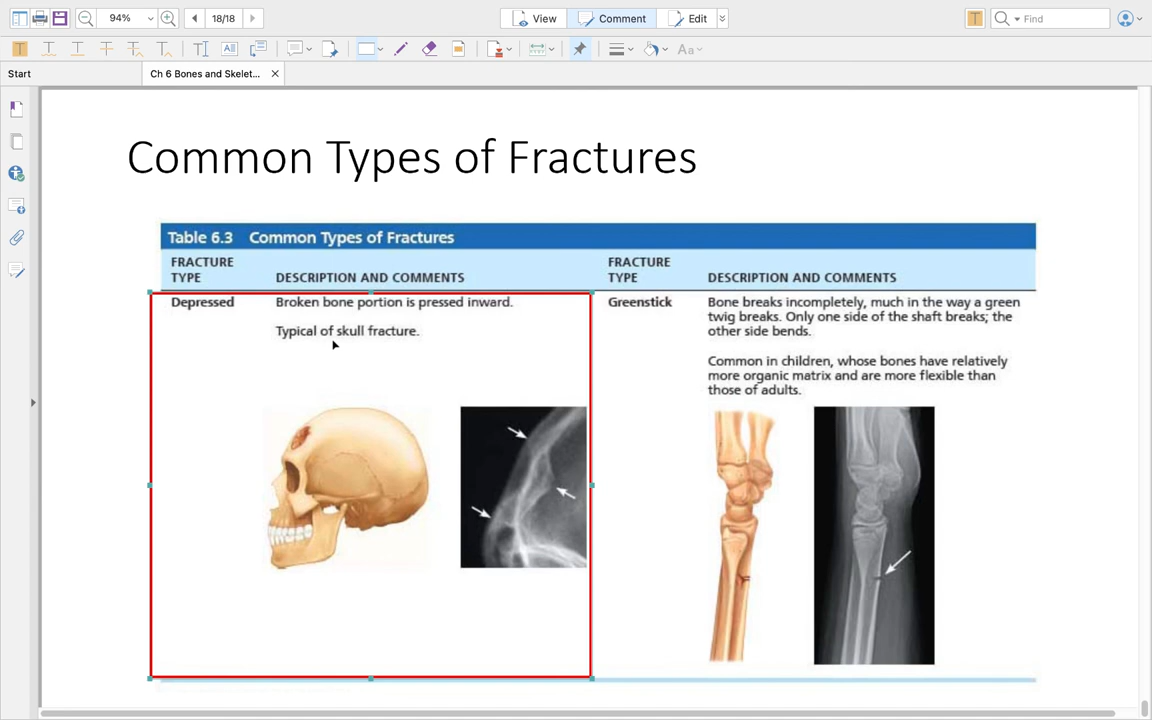 94%
18/18
View
Comment
Edit
Find
Start
Ch 6 Bones and Skelet...
Common Types of Fractures
Table 6.3 Common Types of Fractures
FRACTURE
TYPE
DESCRIPTION AND COMMENTS
FRACTURE
TYPE
DESCRIPTION AND COMMENTS
Depressed
Broken bone portion is pressed inward.
Typical of skull fracture.
Greenstick
Bone breaks incompletely, much in the way a green
twig breaks. Only one side of the shaft breaks; the
other side bends.
Common in children, whose bones have relatively
more organic matrix and are more flexible than
those of adults.